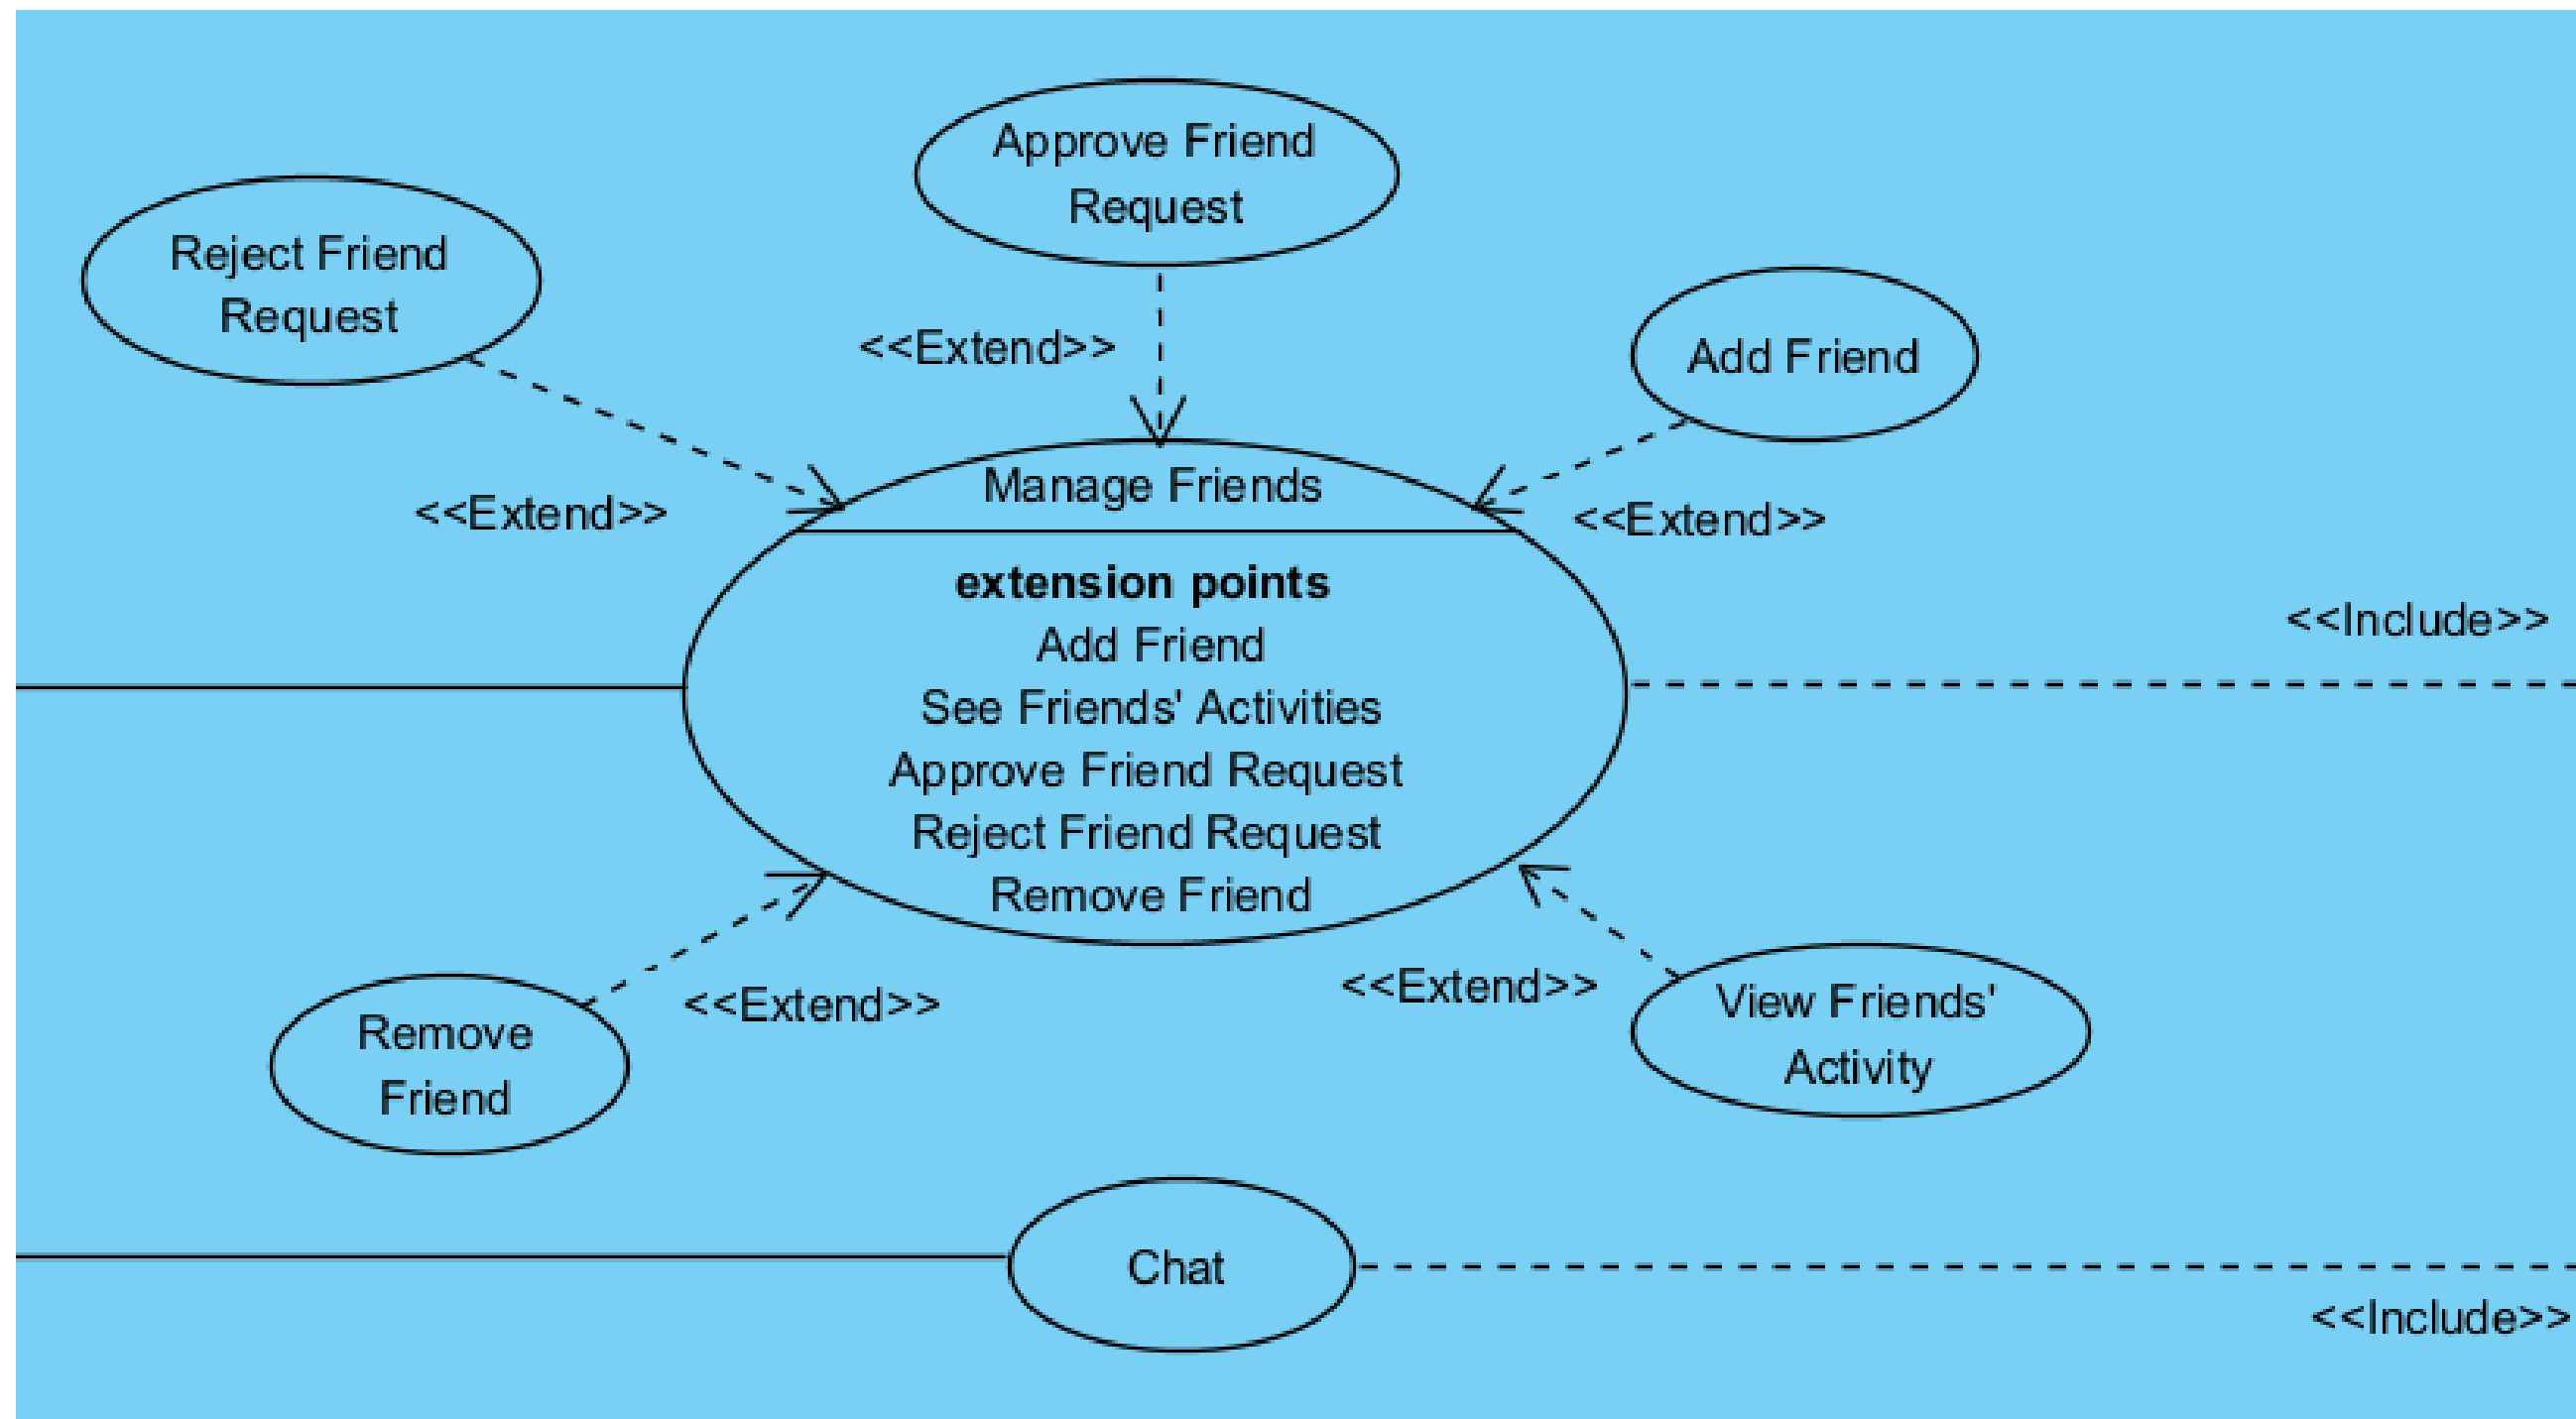 Approve Friend
Request
Reject Friend
Request
Add Friend
<<Extend>>
<<Extend>>
<<Extend>>
Manage Friends
extension points
Add Friend
See Friends' Activities
Approve Friend Request
Reject Friend Request
Remove Friend
<<Include>>
<<Extend>>
<<Extend>>
Remove
Friend
View Friends'
Activity
Chat
<<Include>>